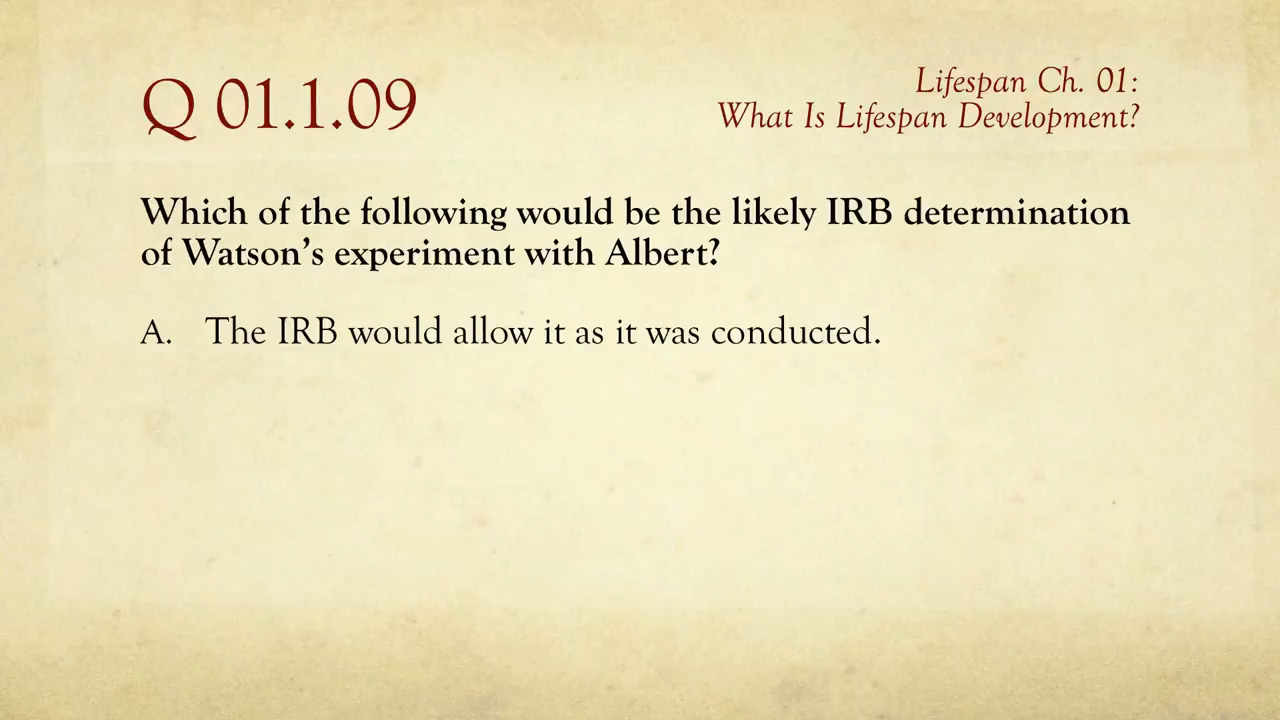 Q 01.1.09
Lifespan Ch. 01:
What Is Lifespan Development?
Which of the following would be the likely IRB determination
of Watson’s experiment with Albert?
A. The IRB would allow it as it was conducted.